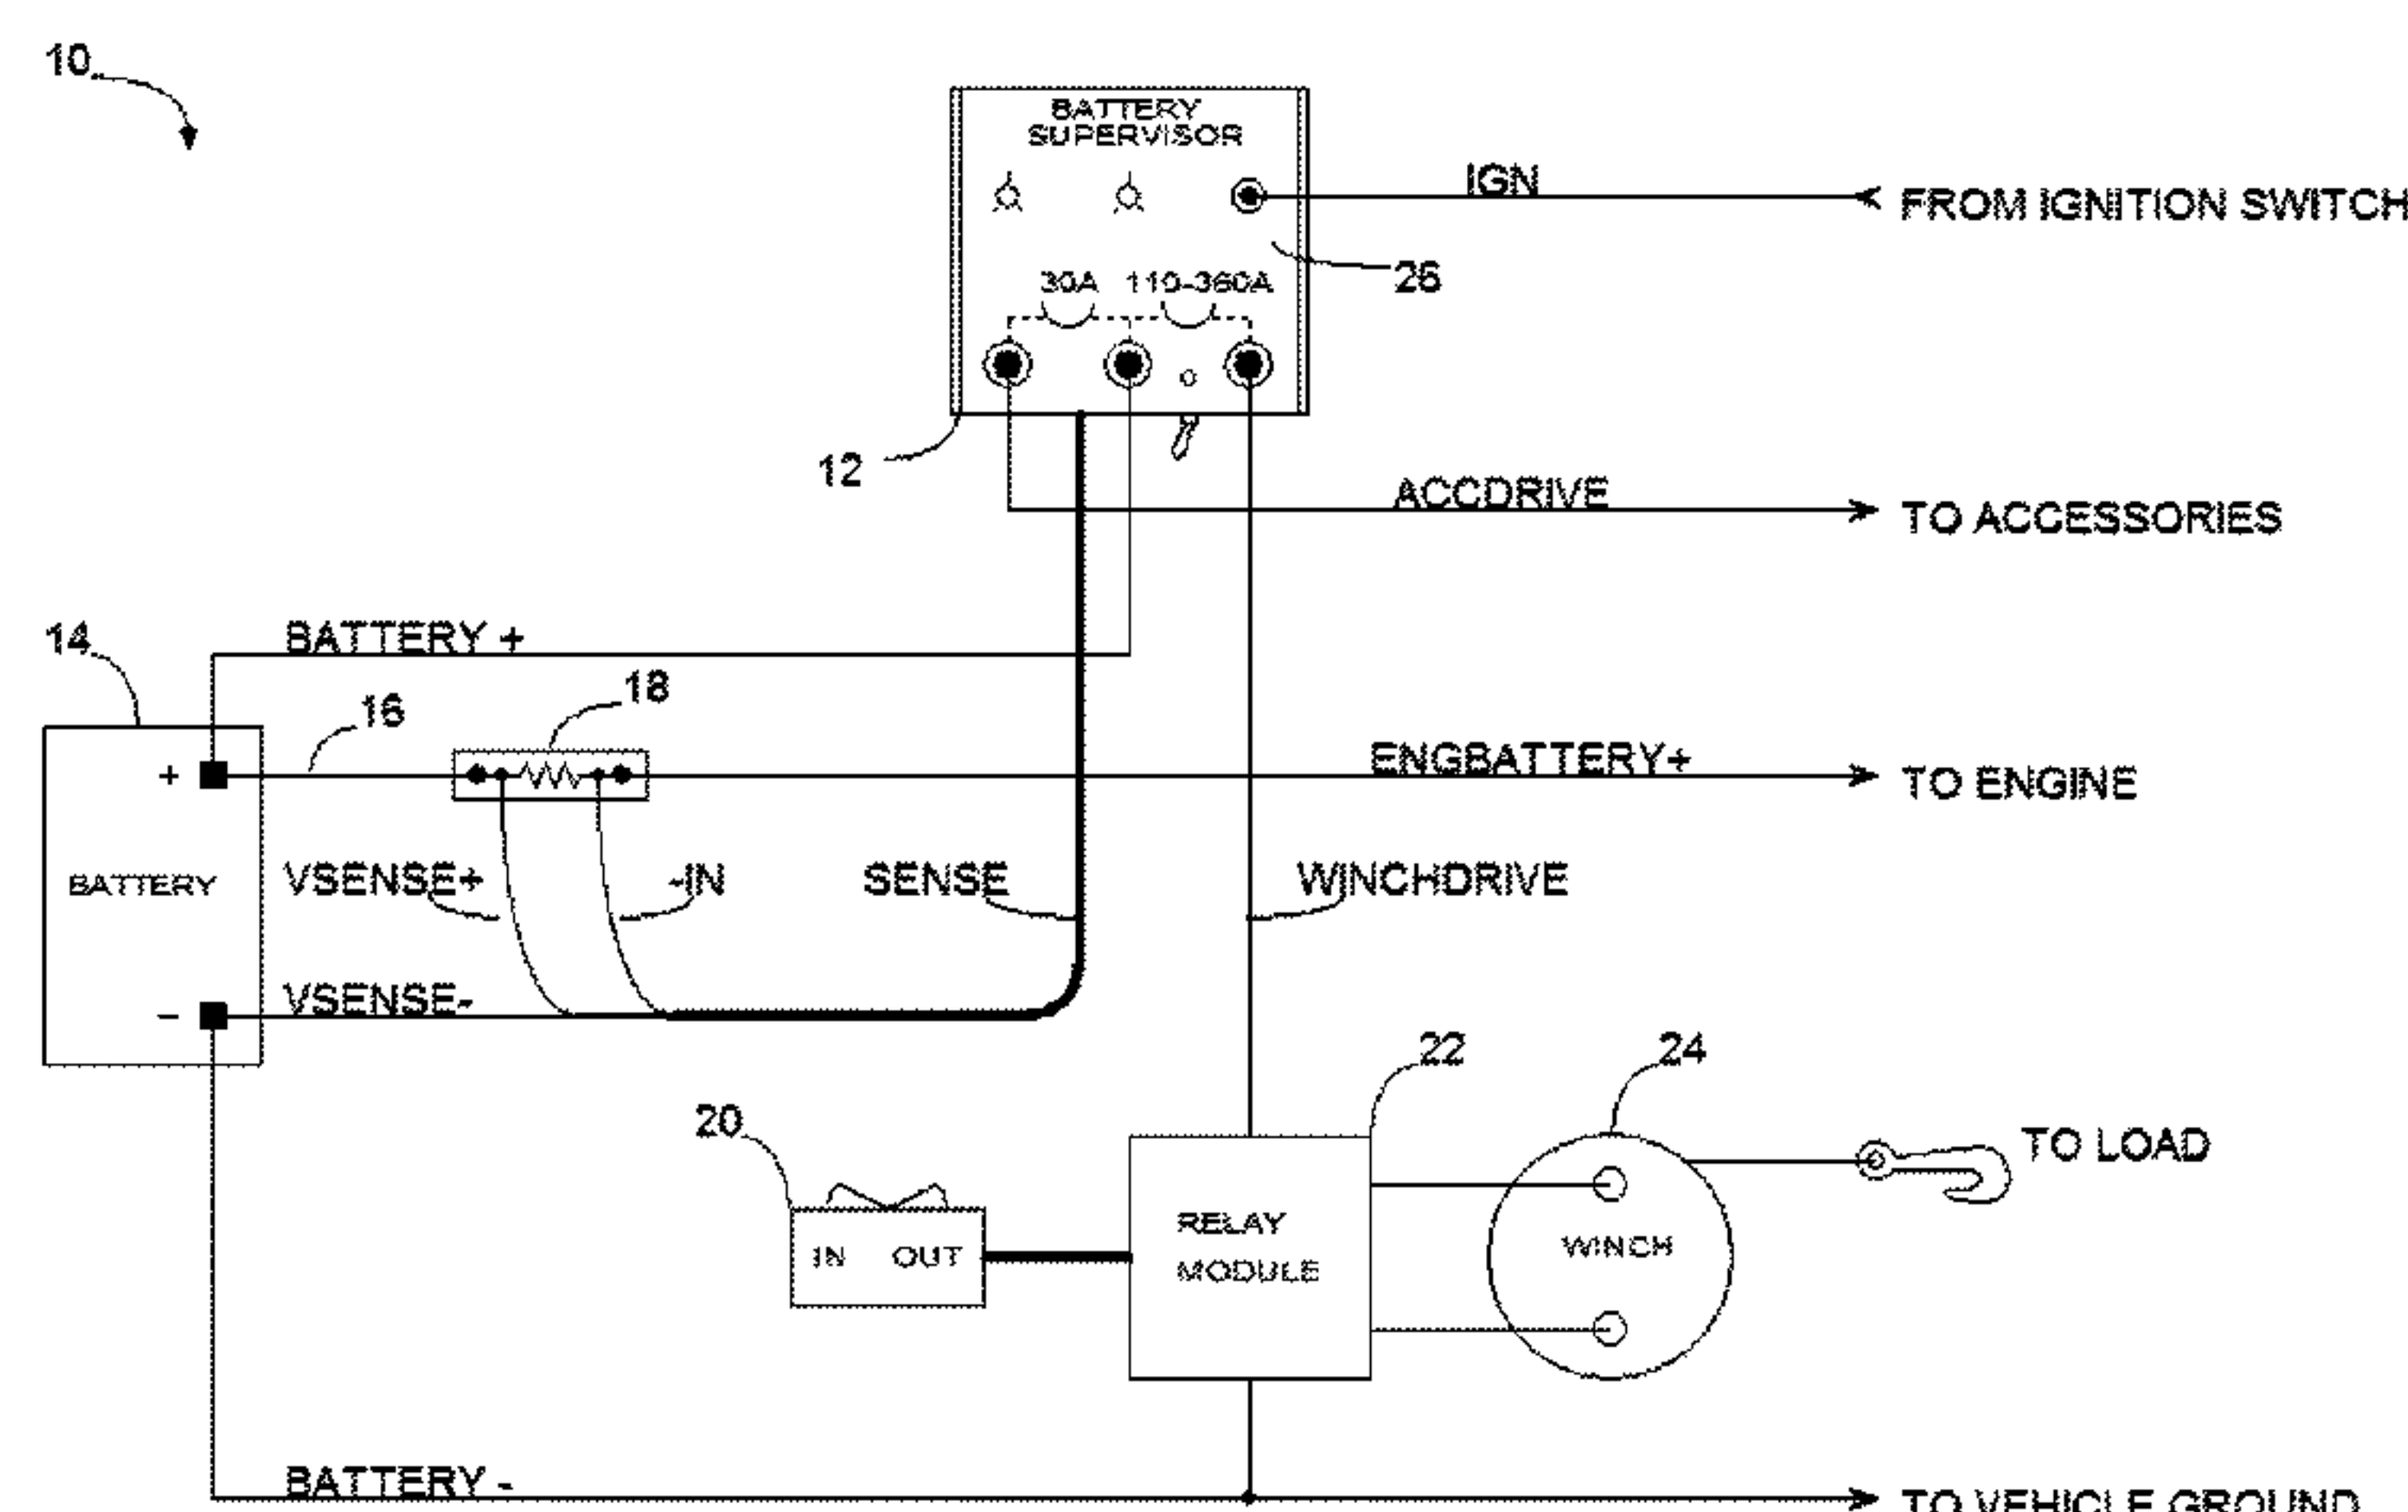 10
BATTERY
SUPERVISOR
IGN
FROM IGNITION SWITCH
26
30A 110-360A
12
ACCDRIVE
TO ACCESSORIES
14
BATTERY +
18
16
ENGBATTERY+
TO ENGINE
+
BATTERY
VSENSE+
-IN
SENSE
WINCHDRIVE
VSENSE-
-
22
24
20
TO LOAD
RELAY
MODULE
IN OUT
WINCH
BATTERY -
TO VEHICLE GROUND